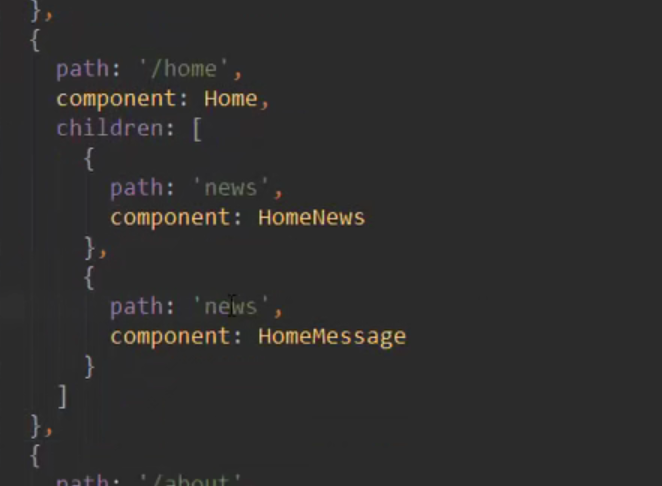 },
{
path: '/home',
component: Home,
children: [
{
path: 'news',
component: HomeNews
},
{
path: 'news',
component: HomeMessage
}
]
},
{
path: '/about'